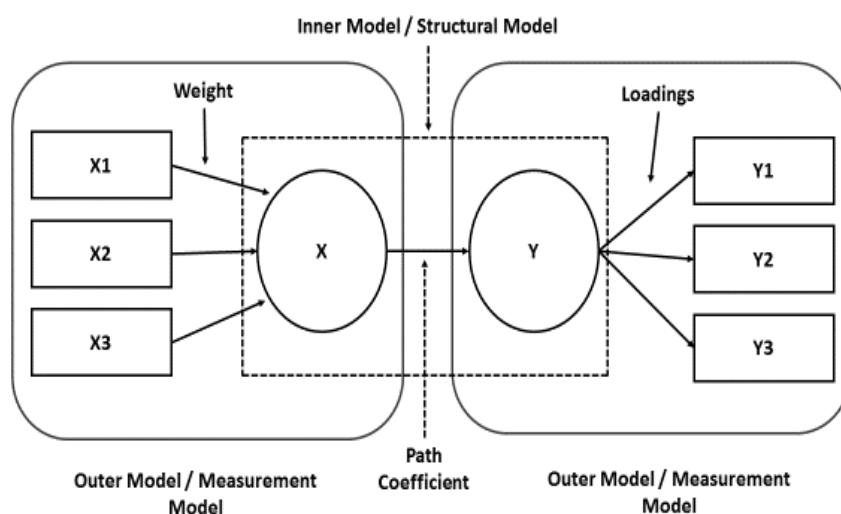 Inner Model / Structural Model
Weight
Loadings
X1
Y1
X2
X
Y
Y2
X3
Y3
Path
Coefficient
Outer Model / Measurement
Model
Outer Model / Measurement
Model